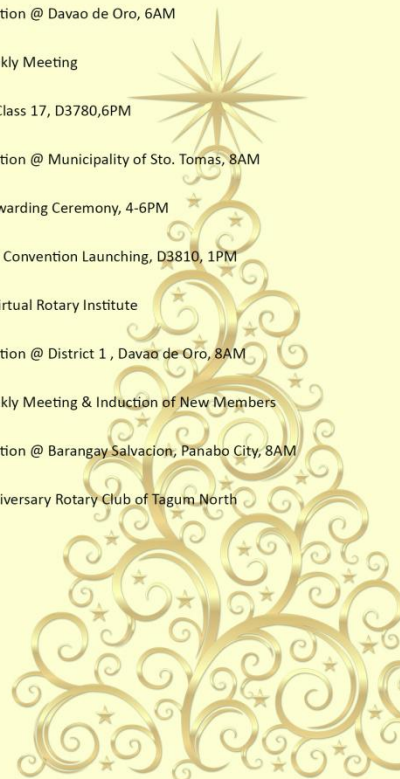 tion @ Davao de Oro, 6AM
kly Meeting
Class 17, D3780,6PM
tion @ Municipality of Sto. Tomas, 8AM
warding Ceremony, 4-6PM
Convention Launching, D3810, 1PM
irtual Rotary Institute
tion @ District 1 , Davao de Oro, 8AM
kly Meeting & Induction of New Members
tion @ Barangay Salvacion, Panabo City, 8AM
iversary Rotary Club of Tagum North